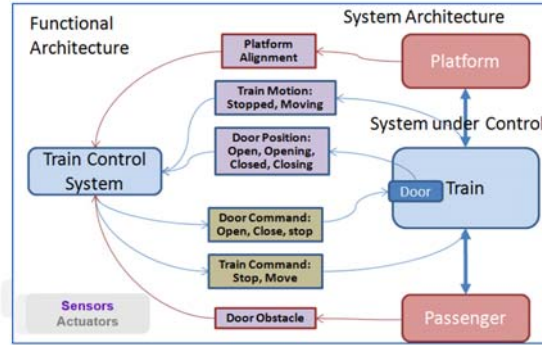 Functional
Architecture
System Architecture
Platform
Alignment
Platform
Train Motion:
Stopped, Moving
System under Control
Door Position:
Open, Opening,
Closed, Closing
Train Control
System
Door
Train
Door Command:
Open, Close, stop
Train Command:
Stop, Move
Sensors
Actuators
Door Obstacle
Passenger